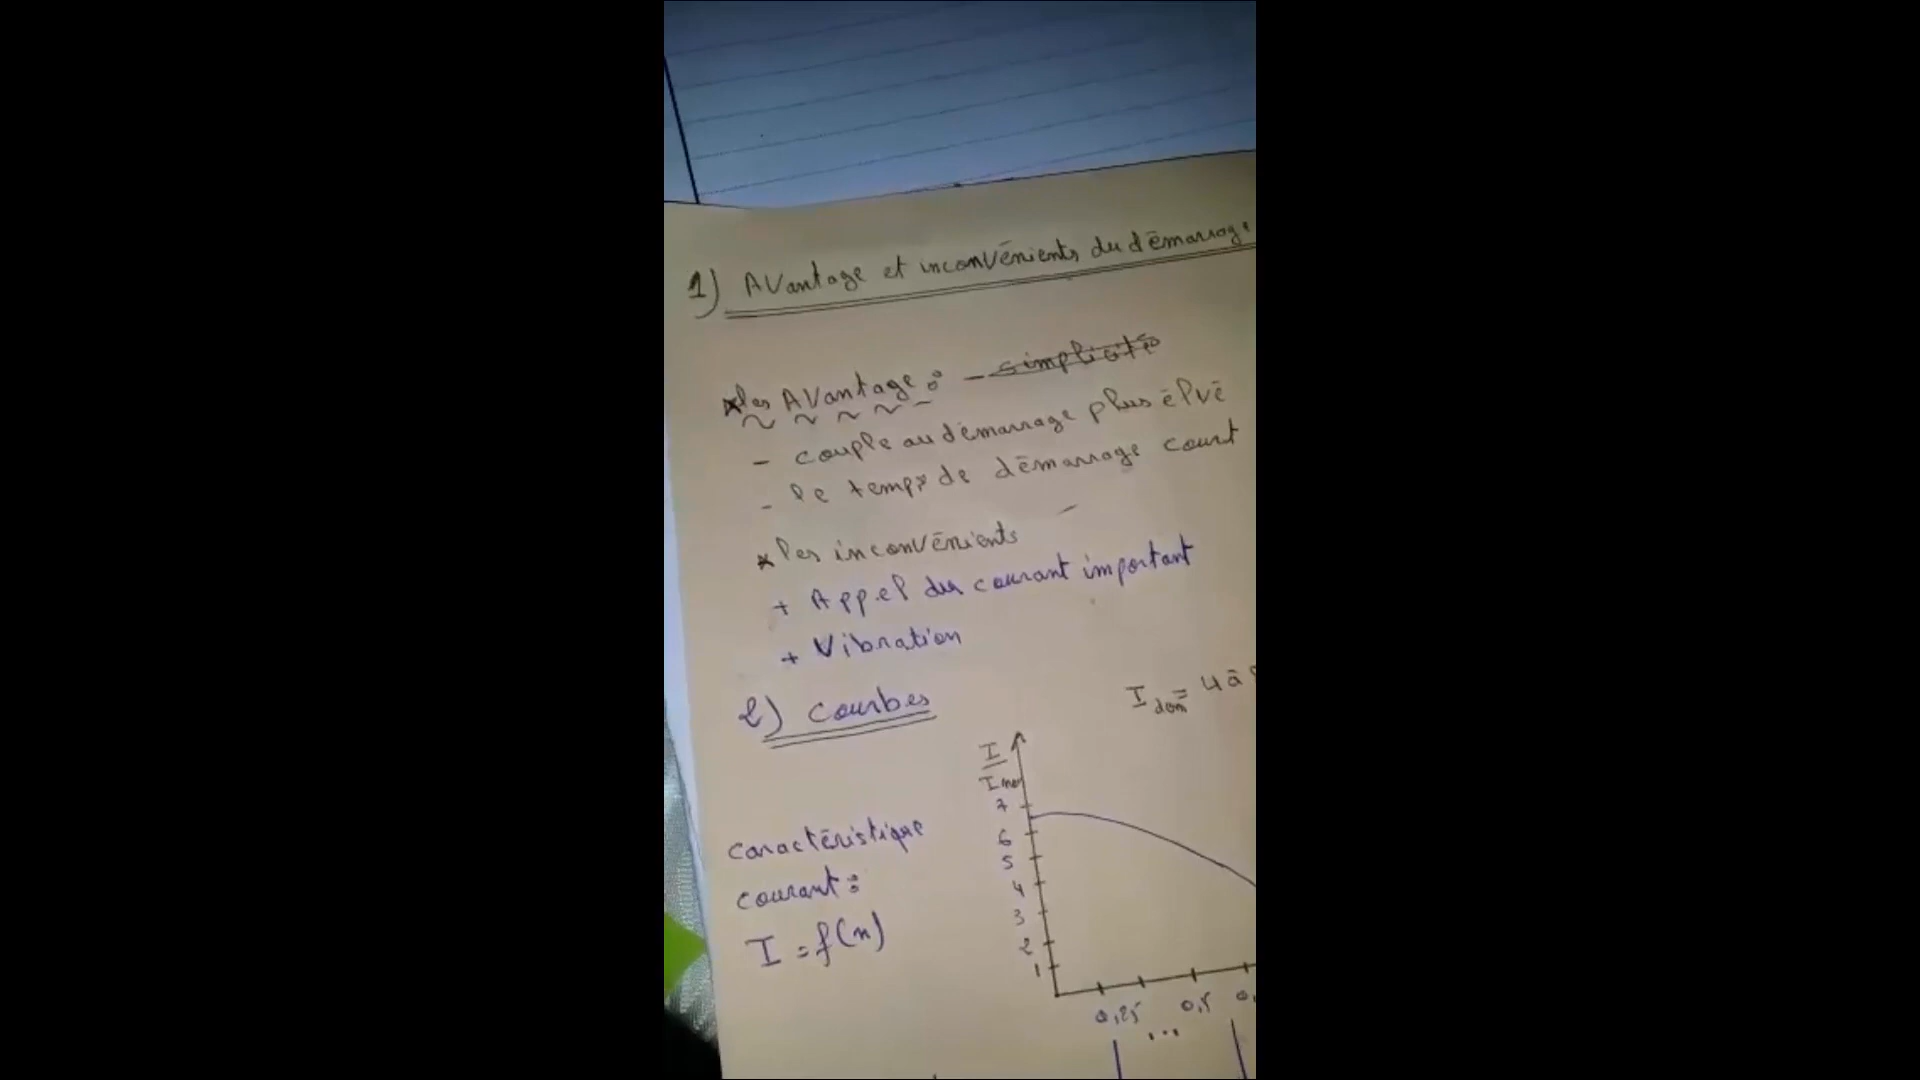 1) Avantage et inconvénients du démarrage
* les Avantage : - simplicité
- couple au démarrage plus élvé
- le temps de démarrage court
* les inconvénients
+ Appel du courant important
+ Vibration
2) Courbes
I dem = 4 à
I
7
6
5
4
3
2
1
caractéristique
courant :
I = f(n)
0,25 ... 0,5 0,